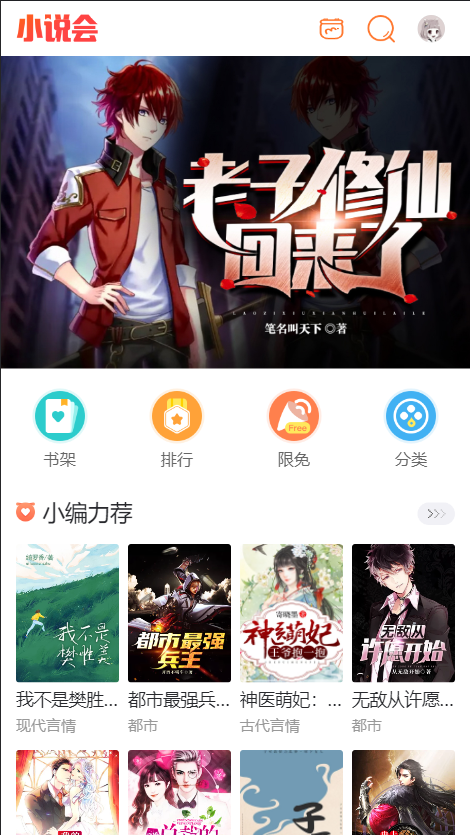 小说会
老子修仙
回来了
LAOZIXIUXIANHUILAILE
笔名叫天下◎著
书架
排行
Free
限免
分类
小编力荐
我不是
樊胜美
都市最强
兵王
寄晓墨
神医萌妃
王爷抱一抱
无敌从
许愿开始
我不是樊胜...
都市最强兵...
神医萌妃：...
无敌从许愿...
现代言情
都市
古代言情
都市
子